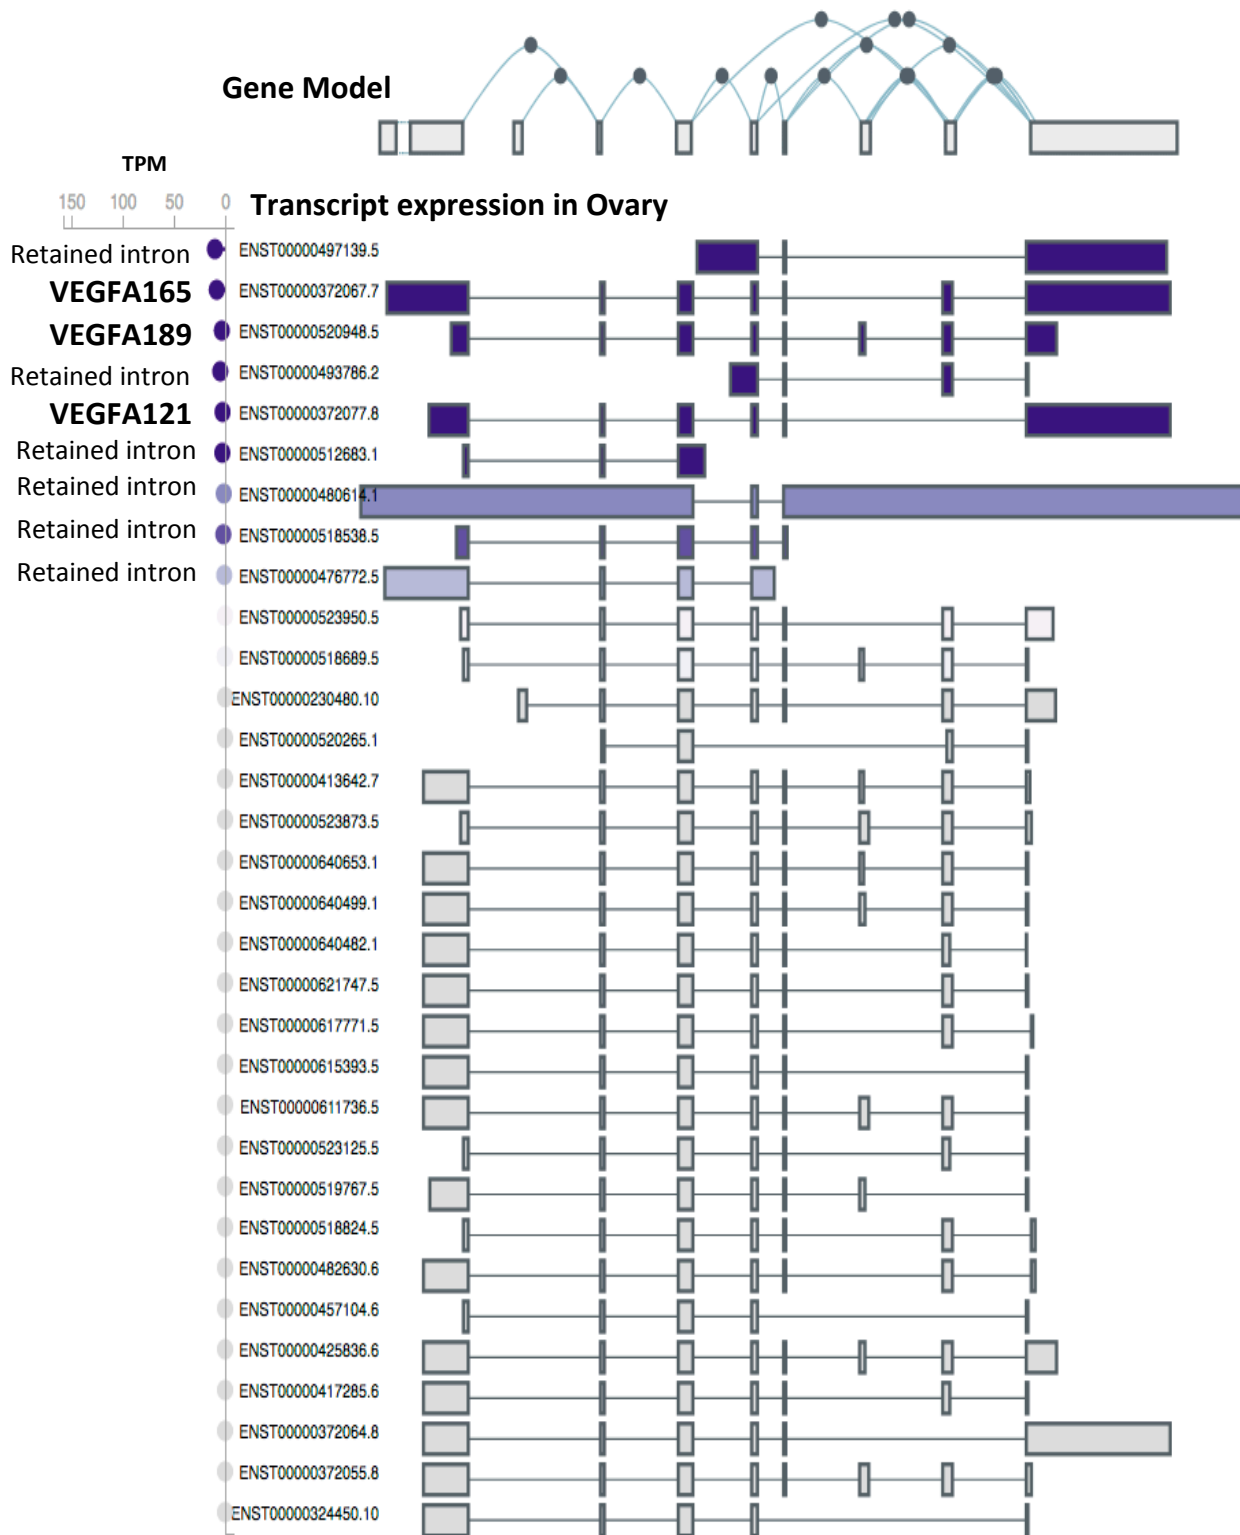 Gene Model
TPM
150 100 50 0
Transcript expression in Ovary
Retained intron ENST00000497139.5
VEGFA165 ENST00000372067.7
VEGFA189 ENST00000520948.5
Retained intron ENST00000493786.2
VEGFA121 ENST00000372077.8
Retained intron ENST00000512683.1
Retained intron ENST00000480614.1
Retained intron ENST00000518538.5
Retained intron ENST00000476772.5
ENST00000523950.5
ENST00000518689.5
ENST00000230480.10
ENST00000520265.1
ENST00000413642.7
ENST00000523873.5
ENST00000640653.1
ENST00000640499.1
ENST00000640482.1
ENST00000621747.5
ENST00000617771.5
ENST00000615393.5
ENST00000611736.5
ENST00000523125.5
ENST00000519767.5
ENST00000518824.5
ENST00000482630.6
ENST00000457104.6
ENST00000425836.6
ENST00000417285.6
ENST00000372064.8
ENST00000372055.8
ENST00000324450.10